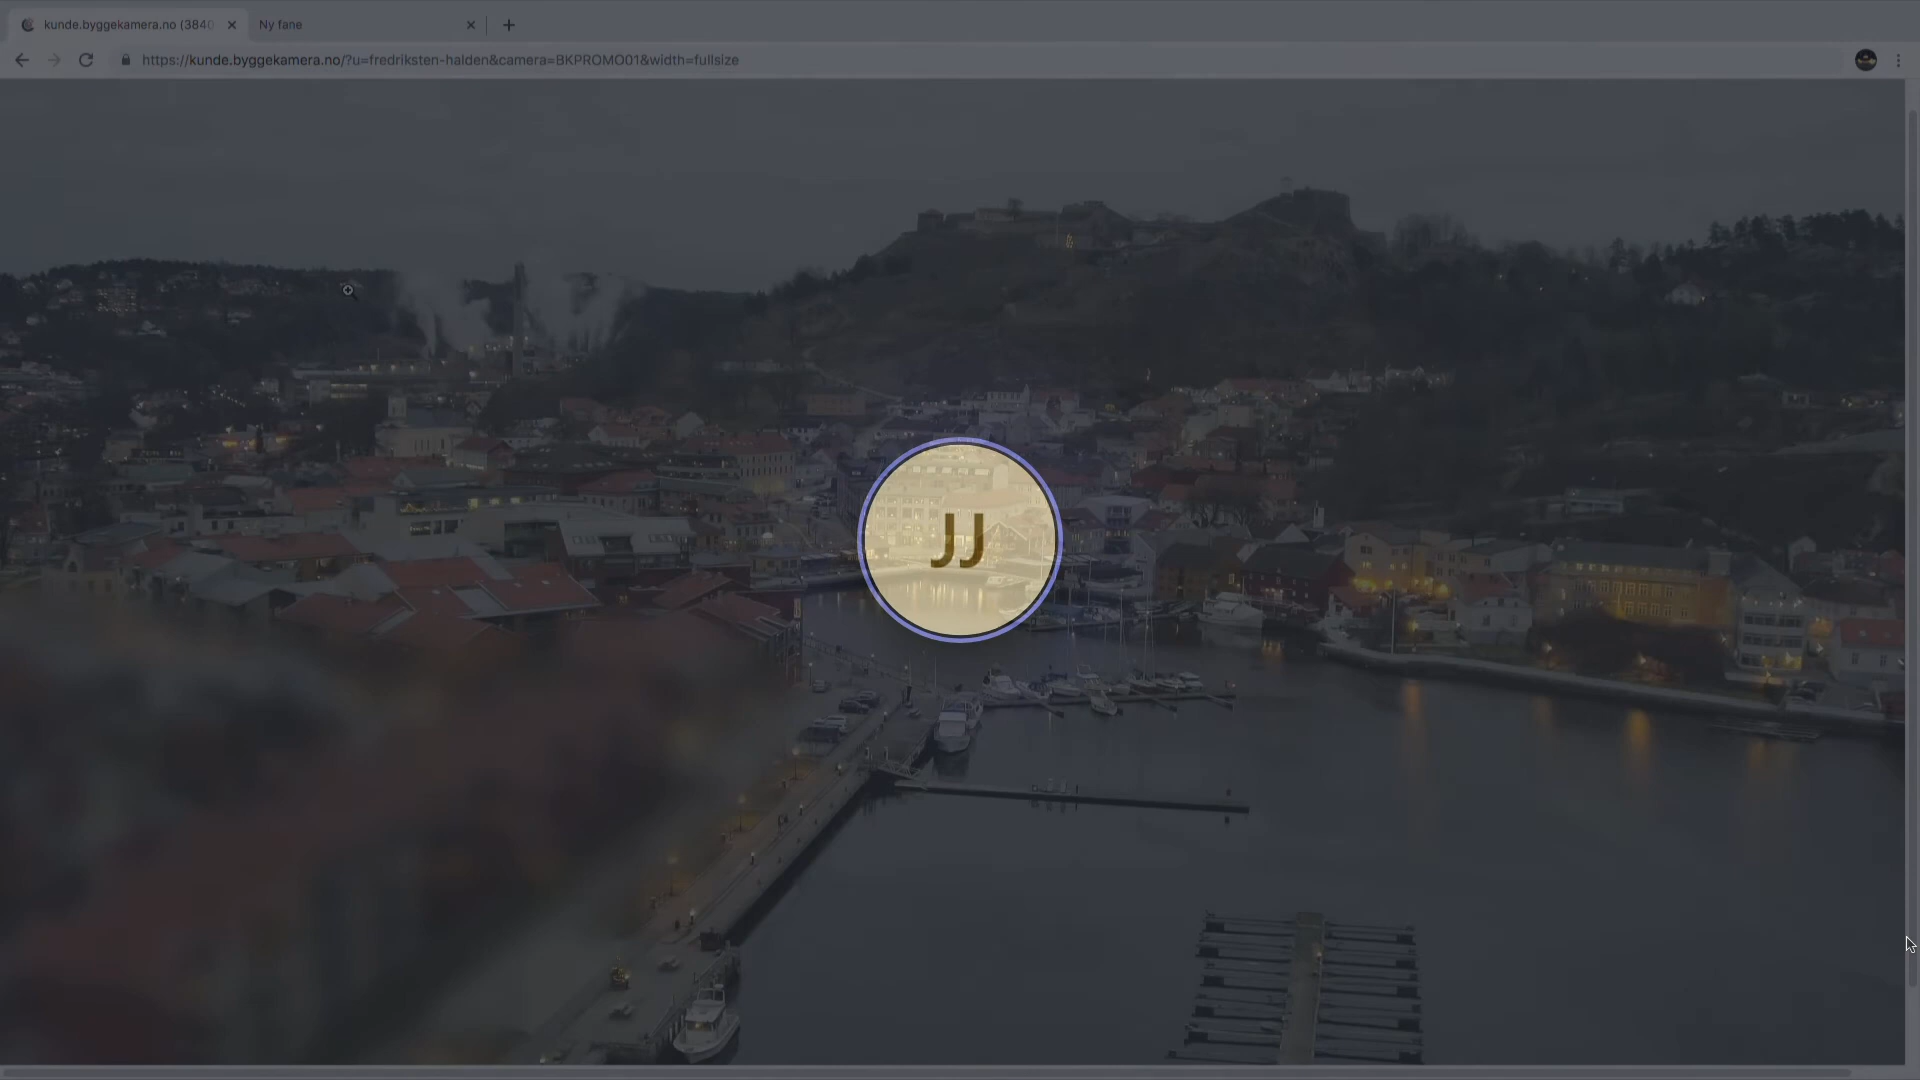 kunde.byggekamera.no (3840
Ny fane
https://kunde.byggekamera.no/?u=fredriksten-halden&camera=BKPROMO01&width=fullsize
JJ